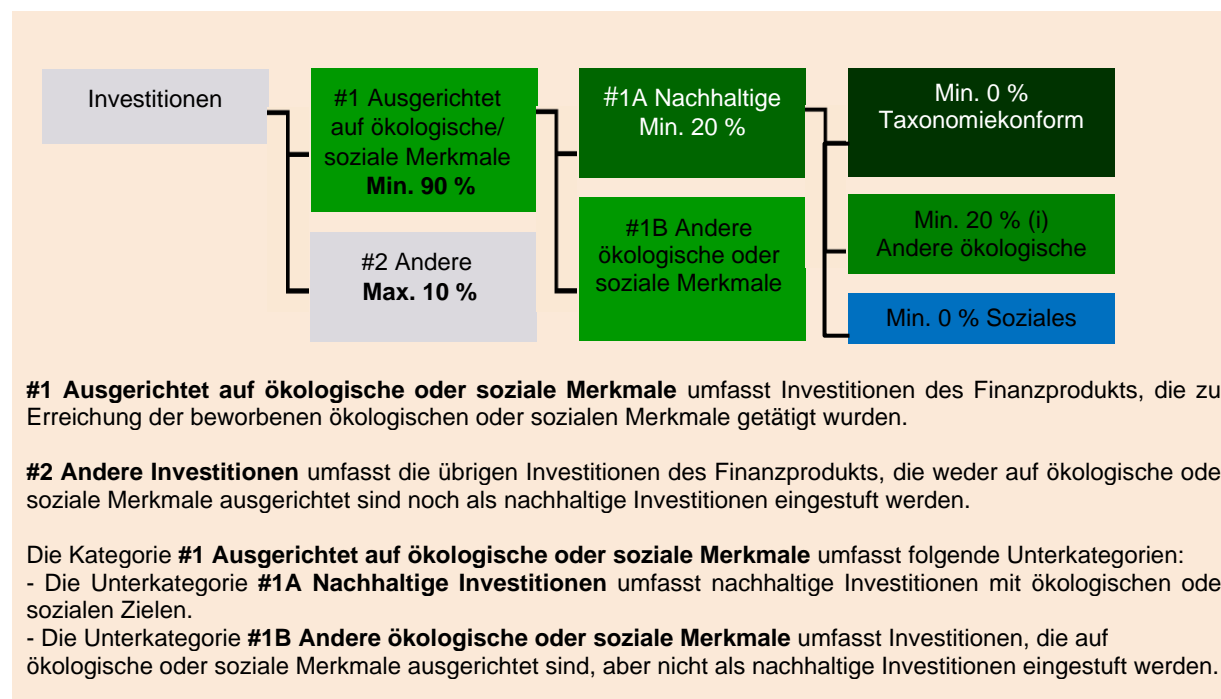 Investitionen
#1 Ausgerichtet
auf ökologische/
soziale Merkmale
Min. 90 %
#2 Andere
Max. 10 %
#1A Nachhaltige
Min. 20 %
#1B Andere
ökologische oder
soziale Merkmale
Min. 0 %
Taxonomiekonform
Min. 20 % (i)
Andere ökologische
Min. 0 % Soziales
#1 Ausgerichtet auf ökologische oder soziale Merkmale umfasst Investitionen des Finanzprodukts, die zu
Erreichung der beworbenen ökologischen oder sozialen Merkmale getätigt wurden.
#2 Andere Investitionen umfasst die übrigen Investitionen des Finanzprodukts, die weder auf ökologische ode
soziale Merkmale ausgerichtet sind noch als nachhaltige Investitionen eingestuft werden.
Die Kategorie #1 Ausgerichtet auf ökologische oder soziale Merkmale umfasst folgende Unterkategorien:
- Die Unterkategorie #1A Nachhaltige Investitionen umfasst nachhaltige Investitionen mit ökologischen ode
sozialen Zielen.
- Die Unterkategorie #1B Andere ökologische oder soziale Merkmale umfasst Investitionen, die auf
ökologische oder soziale Merkmale ausgerichtet sind, aber nicht als nachhaltige Investitionen eingestuft werden.